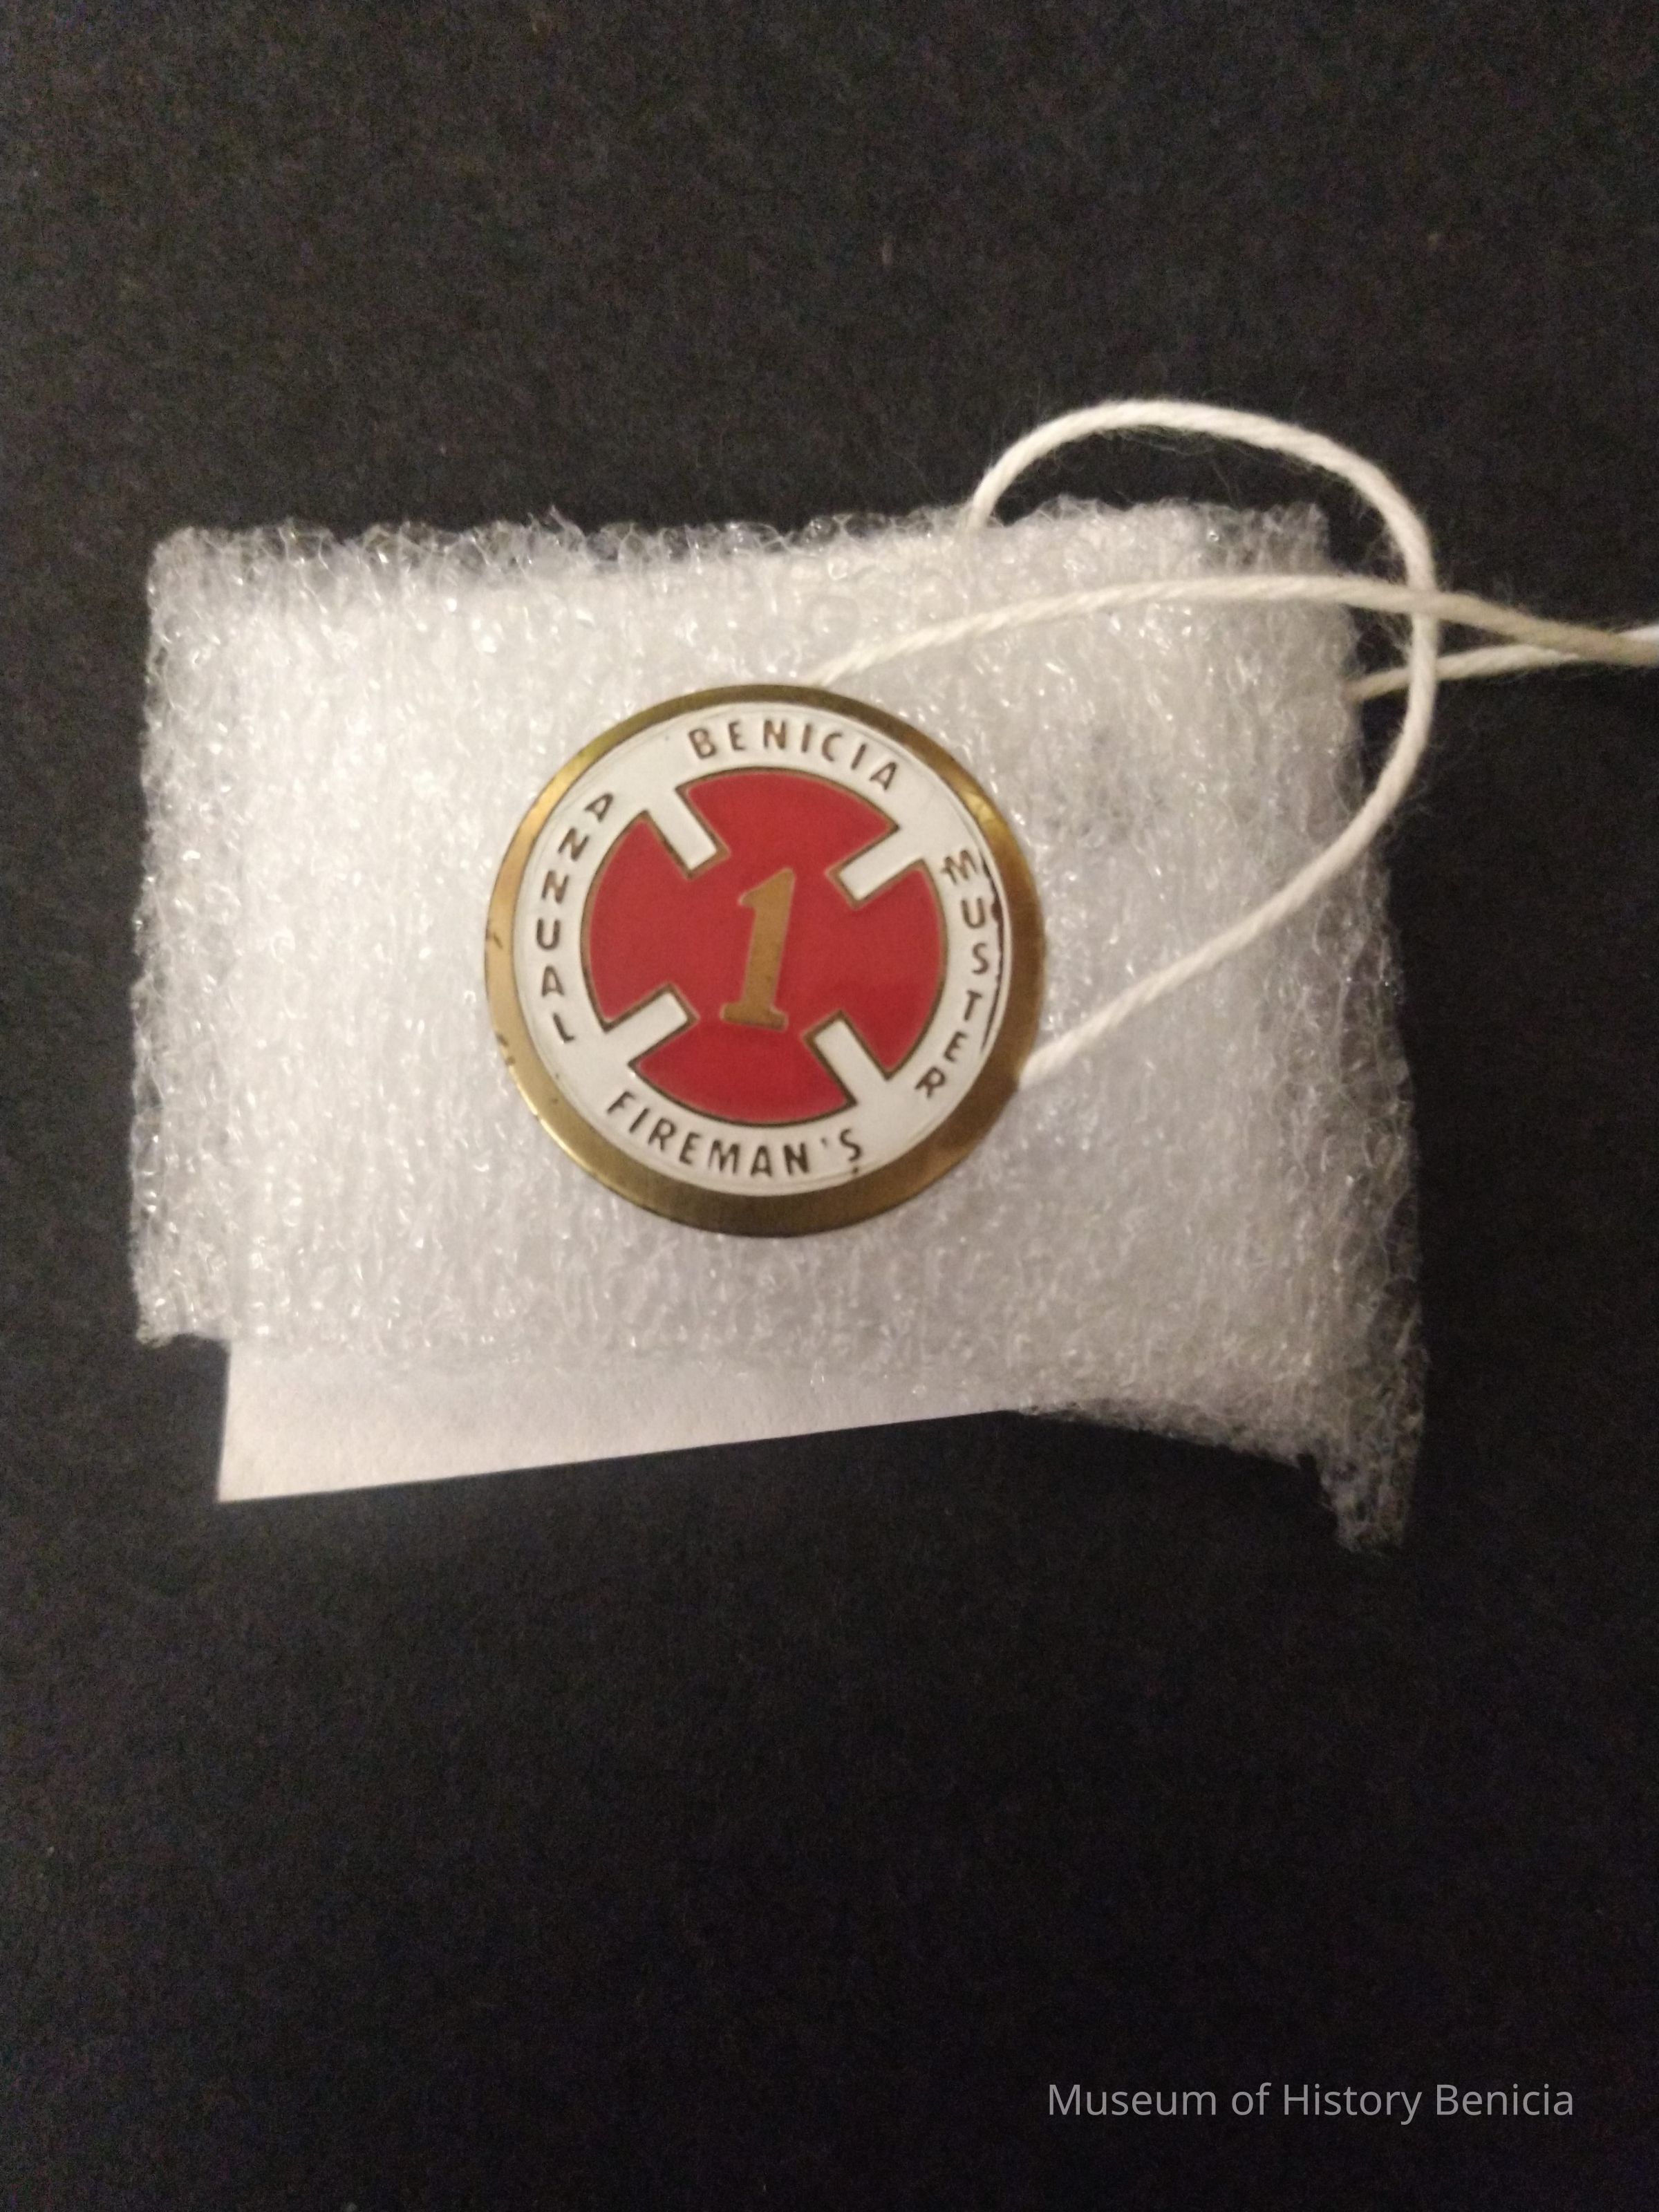 BENICIA
ANNUAL
1
MUSTER
FIREMAN'S
Museum of History Benicia